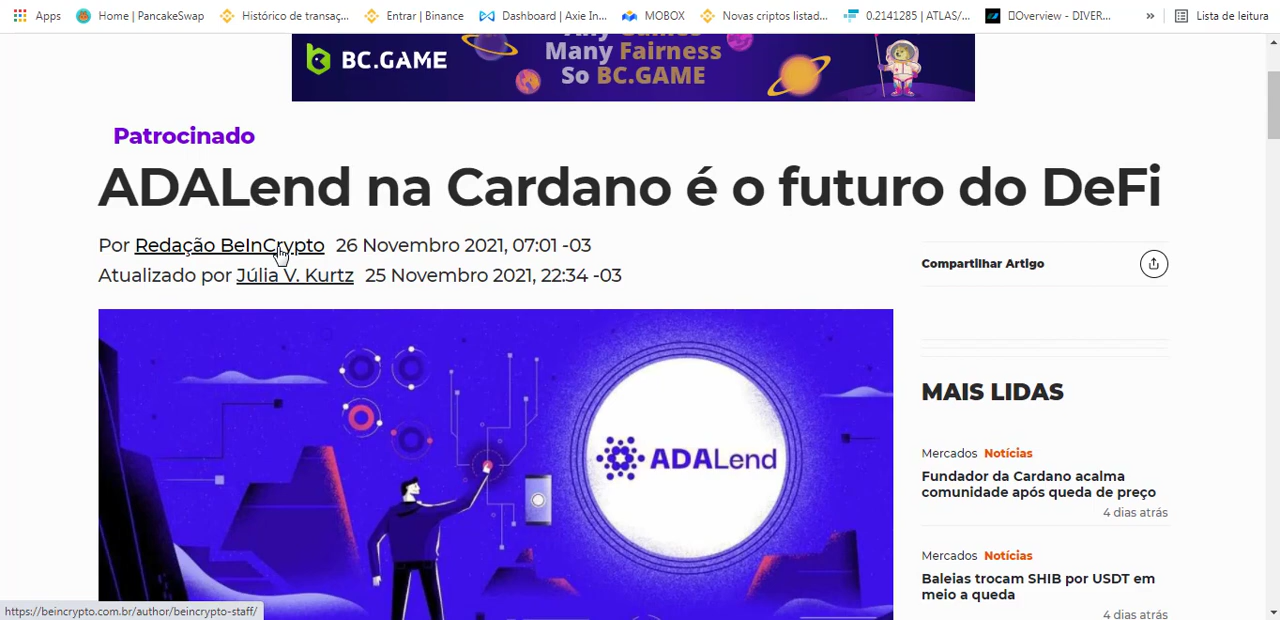 Apps Home | PancakeSwap Histórico de transaç... Entrar | Binance Dashboard | Axie In... MOBOX Novas criptos listad... 0.2141285 | ATLAS/... Overview - DIVER... » Lista de leitura
Many Fairness
BC.GAME
So BC.GAME
Patrocinado
ADALend na Cardano é o futuro do DeFi
Por Redação BeInCrypto 26 Novembro 2021, 07:01 -03
Atualizado por Júlia V. Kurtz 25 Novembro 2021, 22:34 -03
Compartilhar Artigo
ADALend
MAIS LIDAS
Mercados Notícias
Fundador da Cardano acalma
comunidade após queda de preço
4 dias atrás
Mercados Notícias
Baleias trocam SHIB por USDT em
meio a queda
4 dias atrás
https://beincrypto.com.br/author/beincrypto-staff/